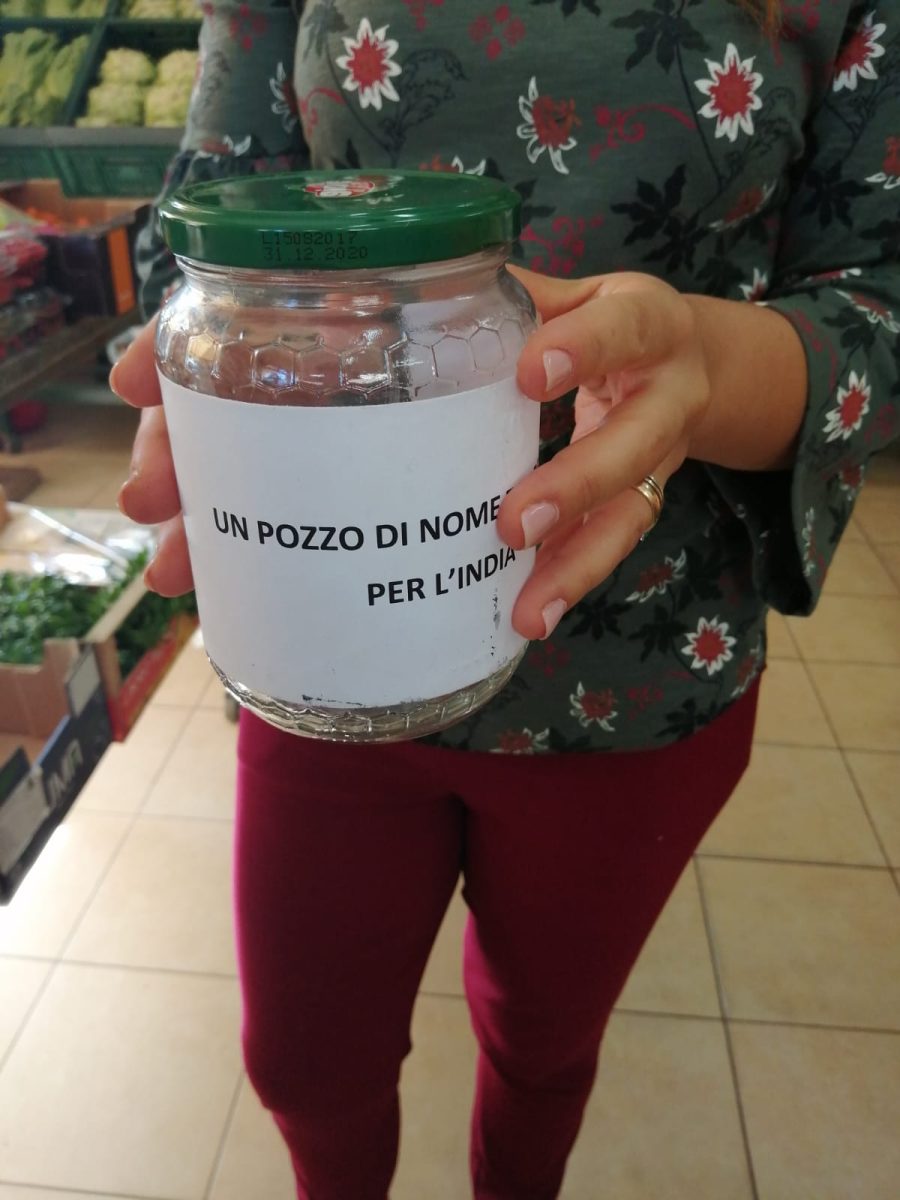 L15082017
31.12.2020
UN POZZO DI NOME
PER L'INDIA